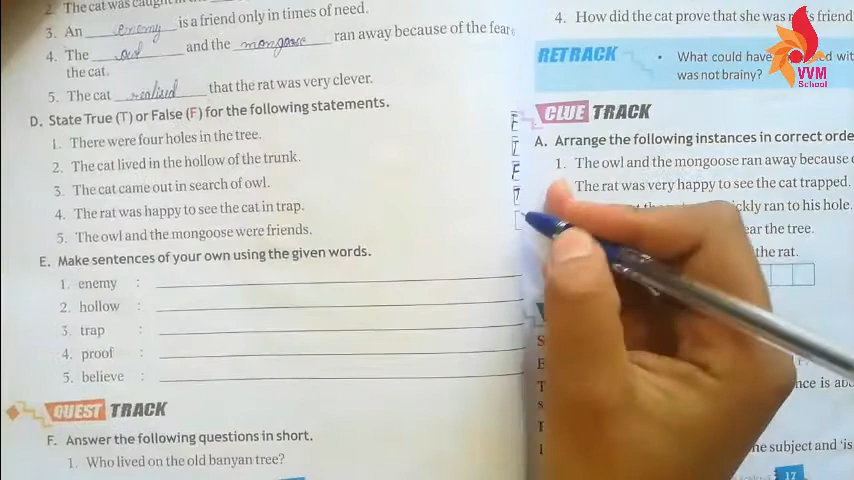 2. The cat was caught in
3. An enemy is a friend only in times of need.
4. The owl and the mongoose ran away because of the fear
the cat.
5. The cat realised that the rat was very clever.
D. State True (T) or False (F) for the following statements.
1. There were four holes in the tree. F
2. The cat lived in the hollow of the trunk. T
3. The cat came out in search of owl. F
4. The rat was happy to see the cat in trap. T
5. The owl and the mongoose were friends.
E. Make sentences of your own using the given words.
1. enemy :
2. hollow :
3. trap :
4. proof :
5. believe :
QUEST TRACK
F. Answer the following questions in short.
1. Who lived on the old banyan tree?
4. How did the cat prove that she was friend
RETRACK
• What could have
was not brainy?
VVM
School
CLUE TRACK
A. Arrange the following instances in correct
1. The owl and the mongoose ran away because
The rat was very happy to see the cat trapped.
ran to his hole.
the tree.
the rat.
is
subject and 'is
17